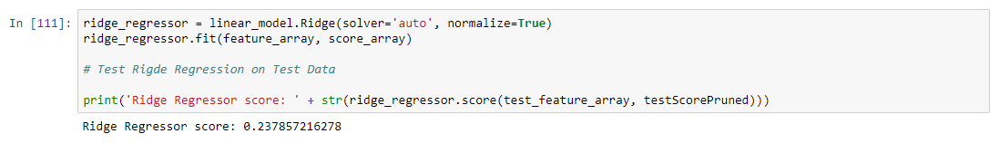 In [111]: ridge_regressor = linear_model.Ridge(solver='auto', normalize=True)
ridge_regressor.fit(feature_array, score_array)
# Test Rigde Regression on Test Data
print('Ridge Regressor score: ' + str(ridge_regressor.score(test_feature_array, testScorePruned)))
Ridge Regressor score: 0.237857216278